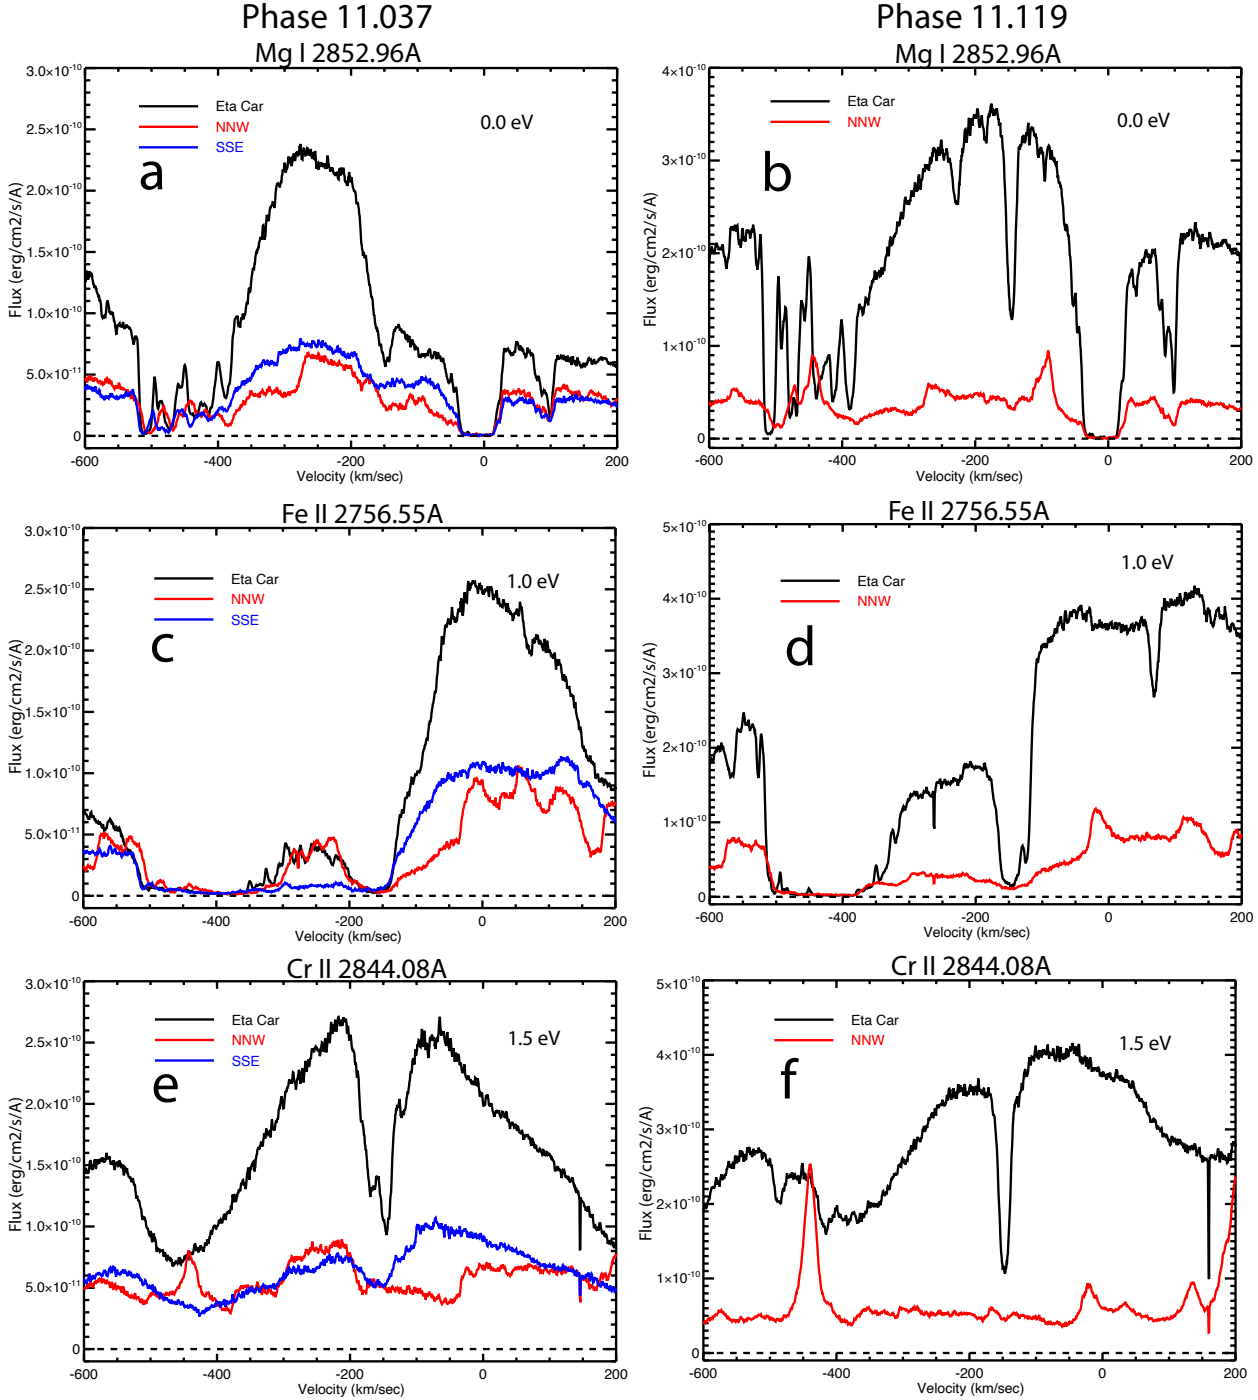 Phase 11.037
Phase 11.119
Mg I 2852.96A
Mg I 2852.96A
3.0×10⁻¹⁰
2.5×10⁻¹⁰
2.0×10⁻¹⁰
1.5×10⁻¹⁰
1.0×10⁻¹⁰
5.0×10⁻¹¹
0
Flux (erg/cm2/s/A)
Eta Car
NNW
SSE
0.0 eV
a
-600 -400 -200 0 200
Velocity (km/sec)
4×10⁻¹⁰
3×10⁻¹⁰
2×10⁻¹⁰
1×10⁻¹⁰
0
Flux (erg/cm2/s/A)
Eta Car
NNW
0.0 eV
b
-600 -400 -200 0 200
Velocity (km/sec)
Fe II 2756.55A
Fe II 2756.55A
3.0×10⁻¹⁰
2.5×10⁻¹⁰
2.0×10⁻¹⁰
1.5×10⁻¹⁰
1.0×10⁻¹⁰
5.0×10⁻¹¹
0
Flux (erg/cm2/s/A)
Eta Car
NNW
SSE
1.0 eV
c
-600 -400 -200 0 200
Velocity (km/sec)
5×10⁻¹⁰
4×10⁻¹⁰
3×10⁻¹⁰
2×10⁻¹⁰
1×10⁻¹⁰
0
Flux (erg/cm2/s/A)
Eta Car
NNW
1.0 eV
d
-600 -400 -200 0 200
Velocity (km/sec)
Cr II 2844.08A
Cr II 2844.08A
3.0×10⁻¹⁰
2.5×10⁻¹⁰
2.0×10⁻¹⁰
1.5×10⁻¹⁰
1.0×10⁻¹⁰
5.0×10⁻¹¹
0
Flux (erg/cm2/s/A)
Eta Car
NNW
SSE
1.5 eV
e
-600 -400 -200 0 200
Velocity (km/sec)
5×10⁻¹⁰
4×10⁻¹⁰
3×10⁻¹⁰
2×10⁻¹⁰
1×10⁻¹⁰
0
Flux (erg/cm2/s/A)
Eta Car
NNW
1.5 eV
f
-600 -400 -200 0 200
Velocity (km/sec)